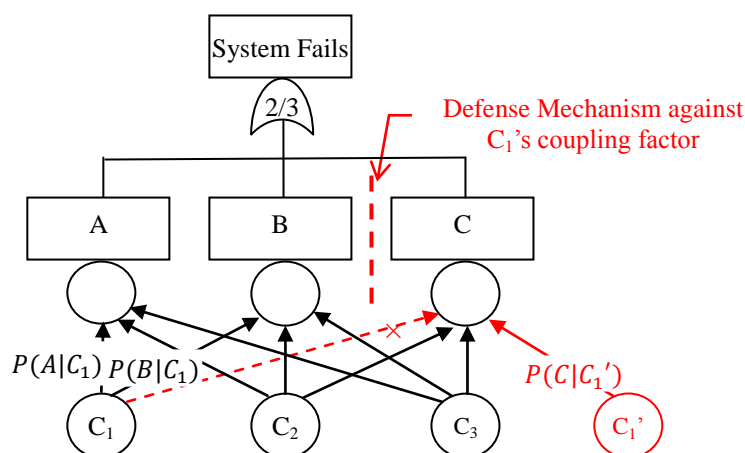 System Fails
2/3
Defense Mechanism against
C₁'s coupling factor
A
B
C
P(A|C₁) P(B|C₁)
P(C|C₁′)
C₁
C₂
C₃
C₁'